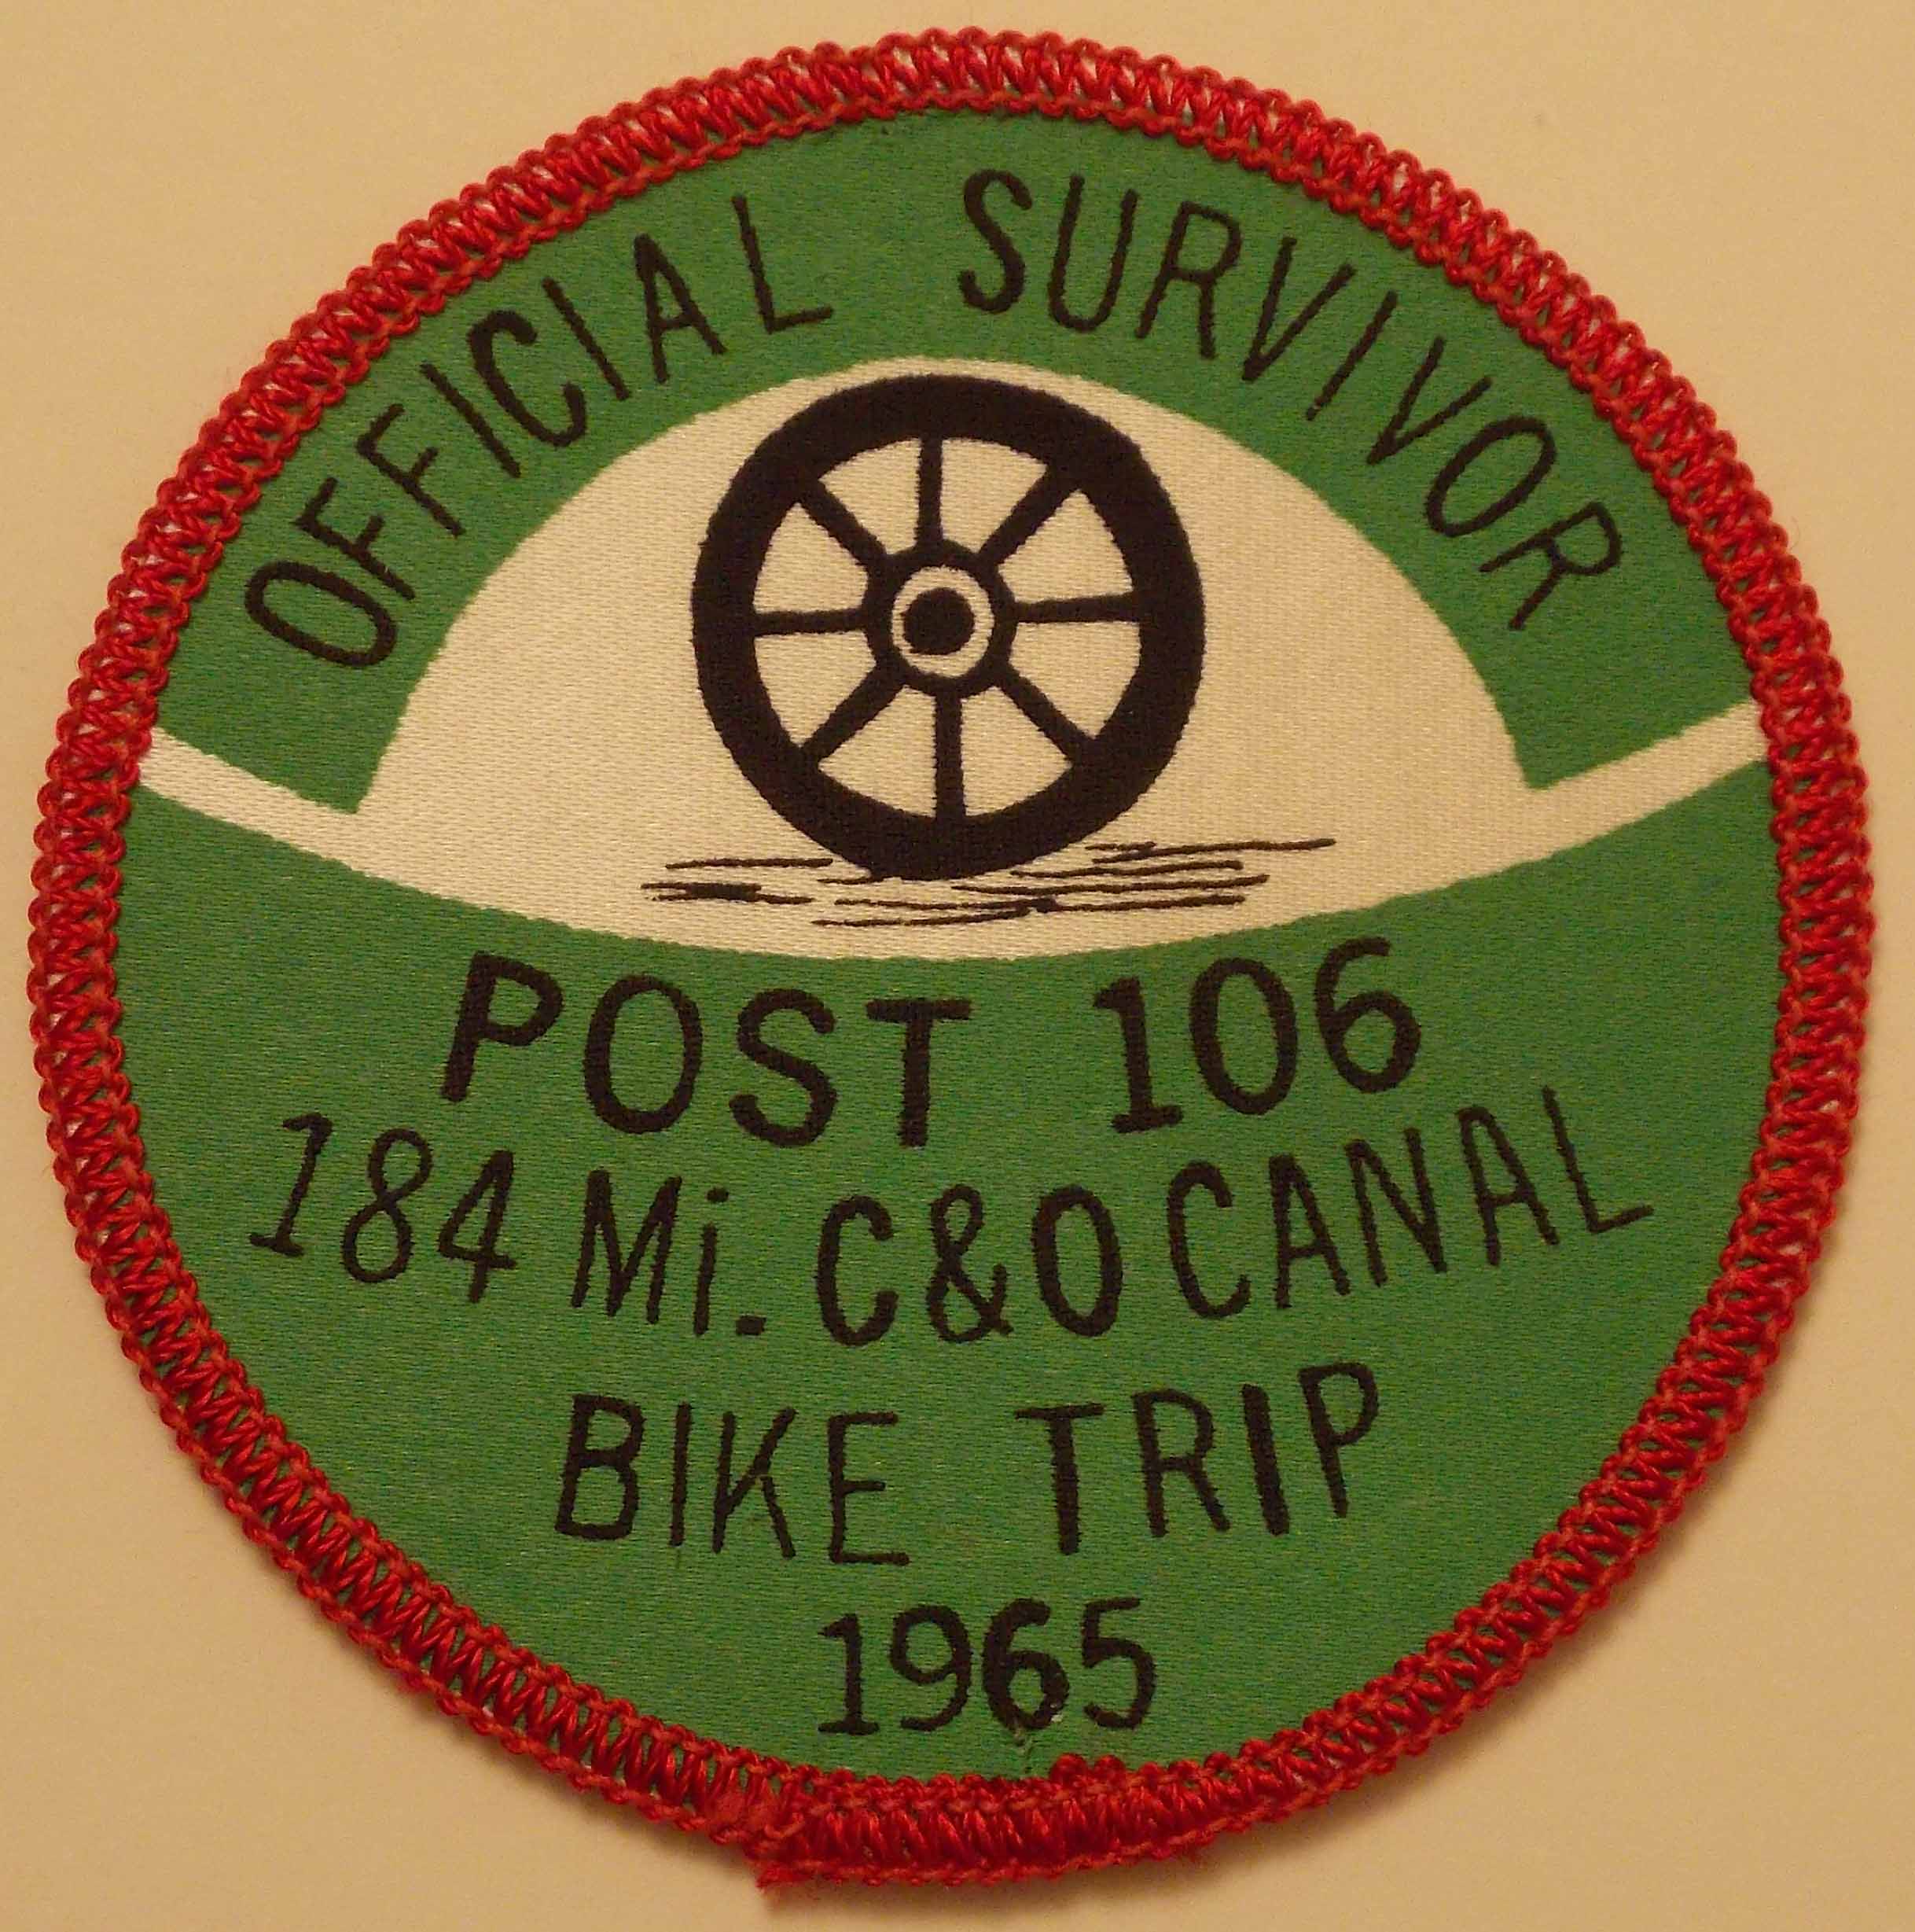 OFFICIAL SURVIVOR
POST 106
184 Mi. C&O CANAL
BIKE TRIP
1965